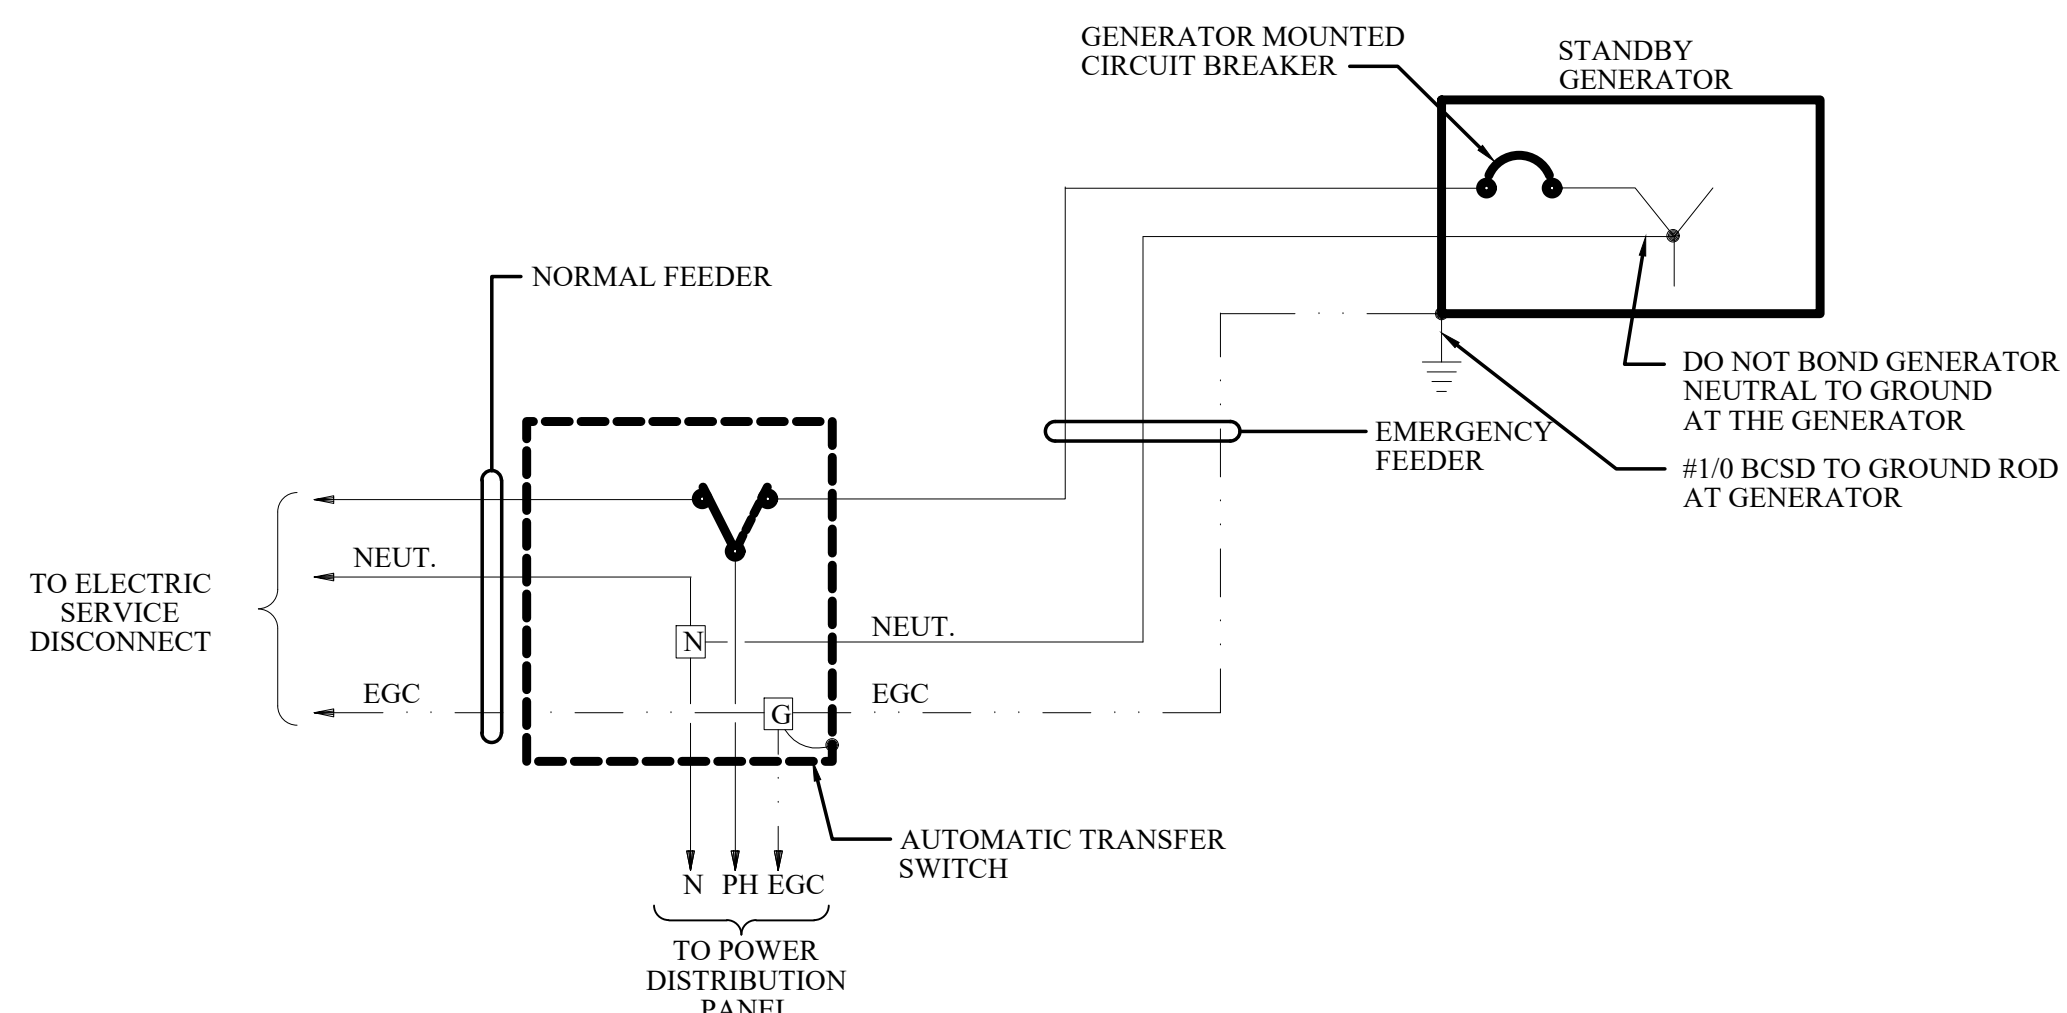 GENERATOR MOUNTED
CIRCUIT BREAKER
STANDBY
GENERATOR
NORMAL FEEDER
DO NOT BOND GENERATOR
NEUTRAL TO GROUND
AT THE GENERATOR
EMERGENCY
FEEDER
#1/0 BCSD TO GROUND ROD
AT GENERATOR
NEUT.
TO ELECTRIC
SERVICE
DISCONNECT
N
NEUT.
EGC
G
EGC
AUTOMATIC TRANSFER
SWITCH
N PH EGC
TO POWER
DISTRIBUTION
PANEL